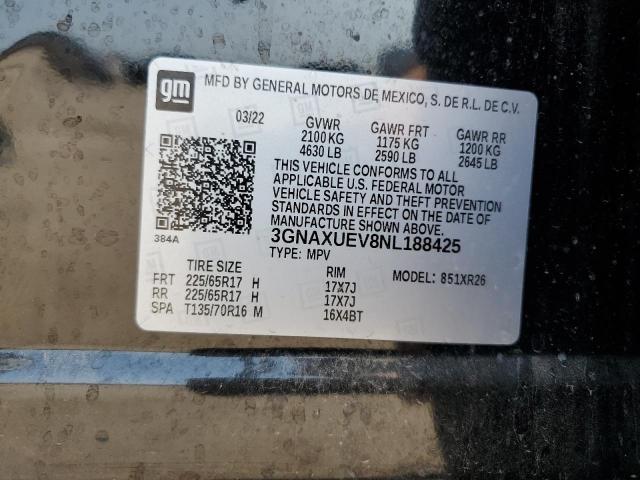 gm
MFD BY GENERAL MOTORS DE MEXICO, S. DE R.L. DE C.V.
03/22 GVWR GAWR FRT GAWR RR
2100 KG 1175 KG 1200 KG
4630 LB 2590 LB 2645 LB
THIS VEHICLE CONFORMS TO ALL
APPLICABLE U.S. FEDERAL MOTOR
VEHICLE SAFETY AND THEFT PREVENTION
STANDARDS IN EFFECT ON THE DATE OF
MANUFACTURE SHOWN ABOVE.
384A
3GNAXUEV8NL188425
TYPE: MPV
TIRE SIZE RIM MODEL: 851XR26
FRT 225/65R17 H 17X7J
RR 225/65R17 H 17X7J
SPA T135/70R16 M 16X4BT